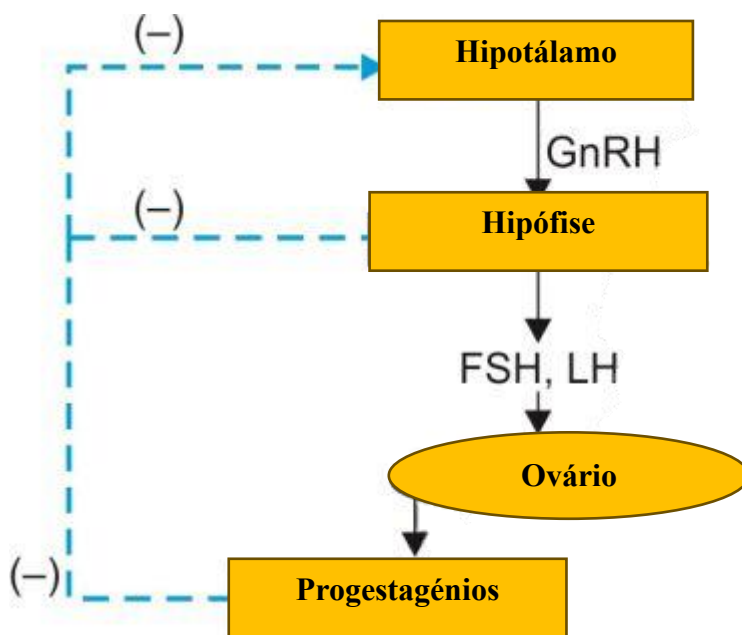 (–)
Hipotálamo
GnRH
(–)
Hipófise
FSH, LH
Ovário
(–)
Progestagénios